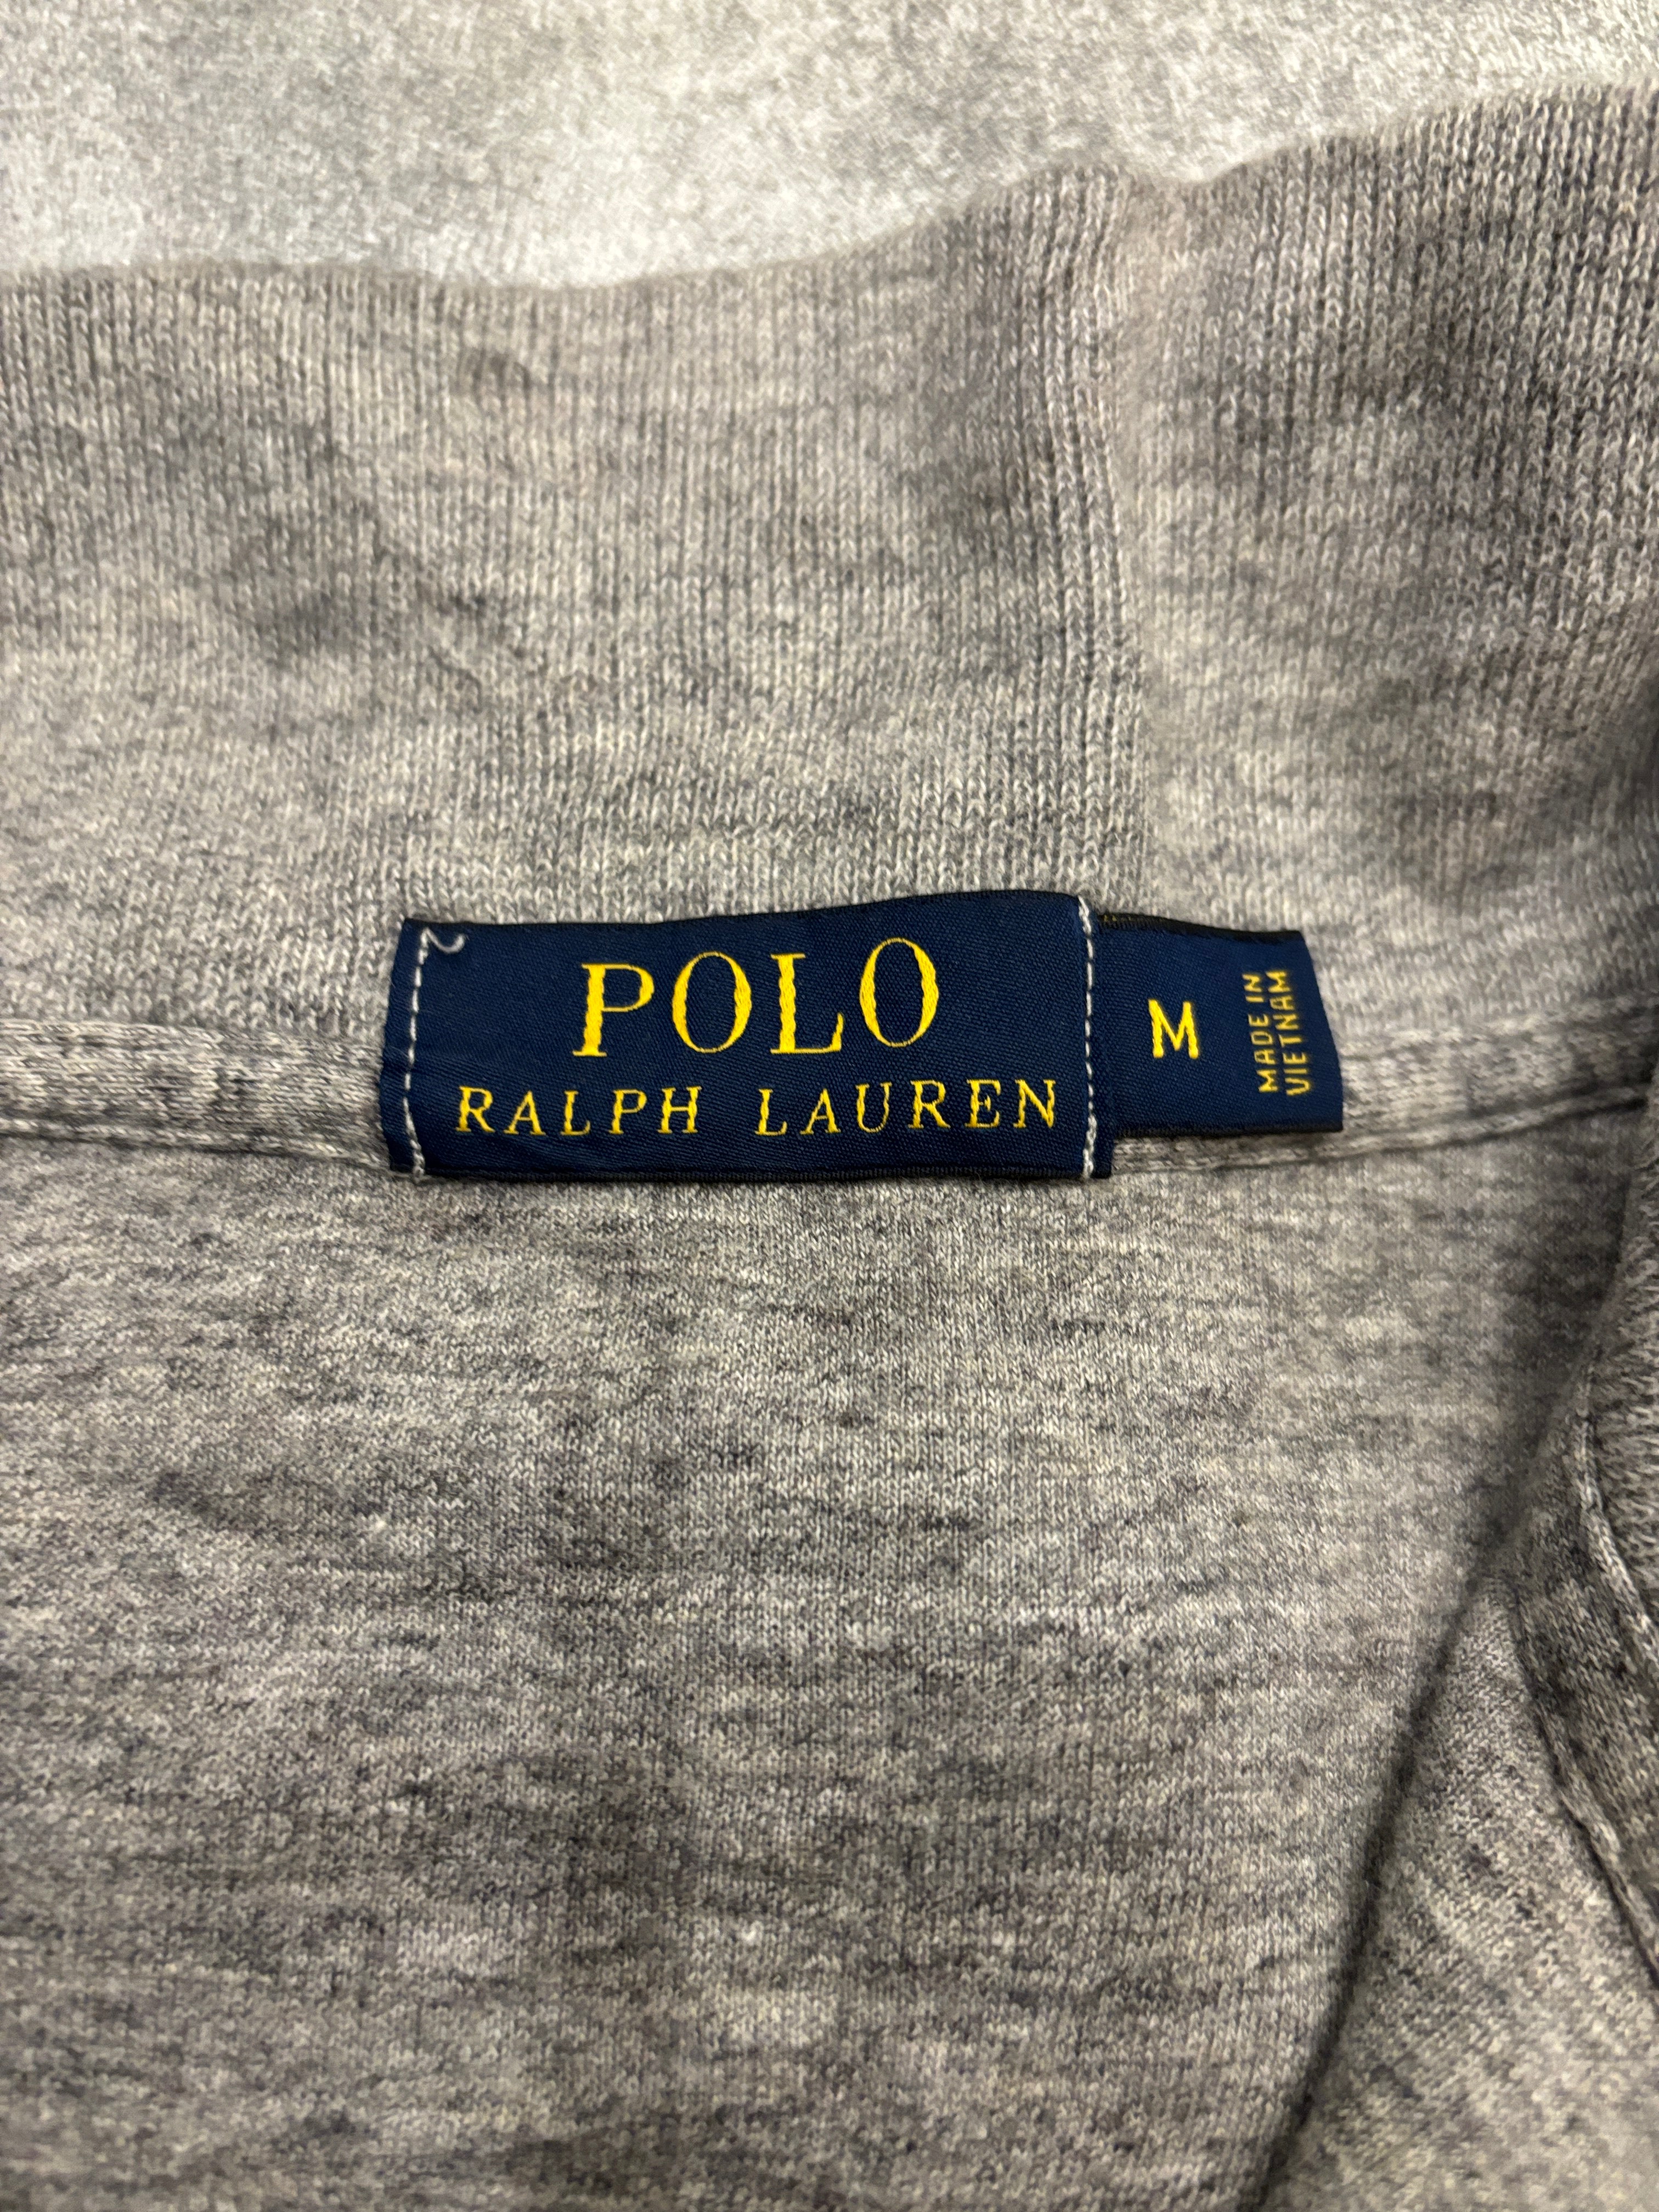 POLO
RALPH LAUREN
M
MADE IN
VIETNAM